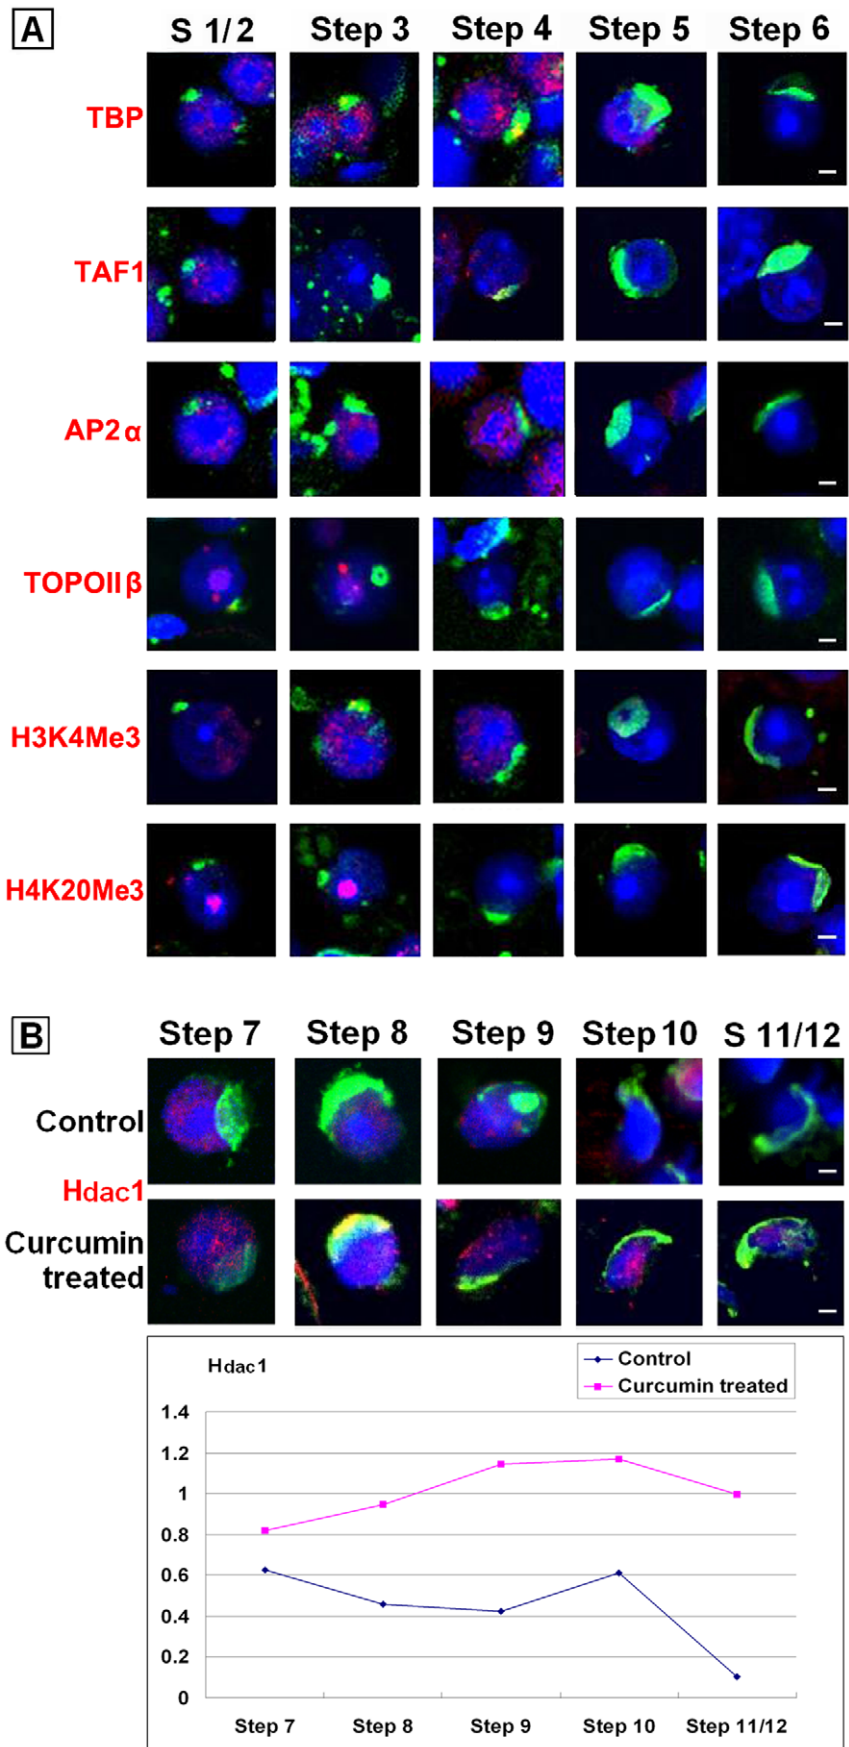 A
S 1/2 Step 3 Step 4 Step 5 Step 6
TBP
TAF1
AP2 α
TOPOII β
H3K4Me3
H4K20Me3
B
Step 7 Step 8 Step 9 Step 10 S 11/12
Control
Hdac1
Curcumin
treated
Hdac1
Control
Curcumin treated
1.4
1.2
1
0.8
0.6
0.4
0.2
0
Step 7 Step 8 Step 9 Step 10 Step 11/12